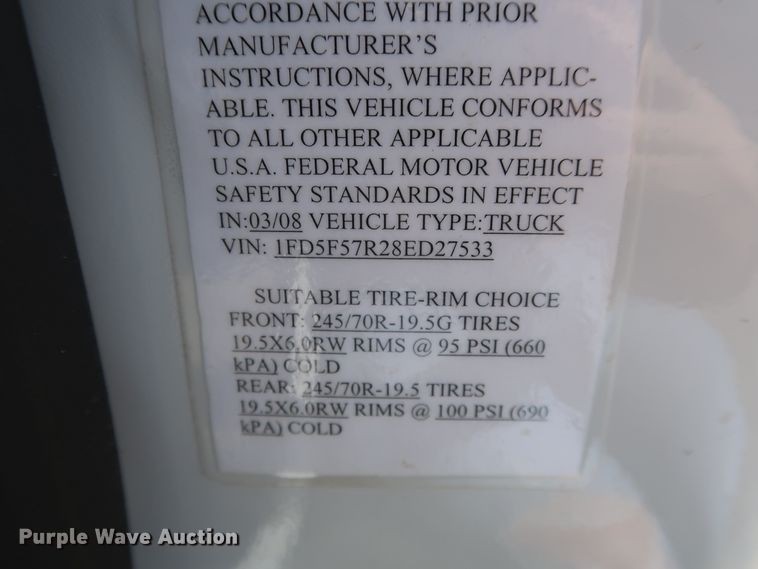 ACCORDANCE WITH PRIOR
MANUFACTURER'S
INSTRUCTIONS, WHERE APPLIC-
ABLE. THIS VEHICLE CONFORMS
TO ALL OTHER APPLICABLE
U.S.A. FEDERAL MOTOR VEHICLE
SAFETY STANDARDS IN EFFECT
IN:03/08 VEHICLE TYPE:TRUCK
VIN: 1FD5F57R28ED27533
SUITABLE TIRE-RIM CHOICE
FRONT: 245/70R-19.5G TIRES
19.5X6.0RW RIMS @ 95 PSI (660
kPA) COLD
REAR: 245/70R-19.5 TIRES
19.5X6.0RW RIMS @ 100 PSI (690
kPA) COLD
Purple Wave Auction